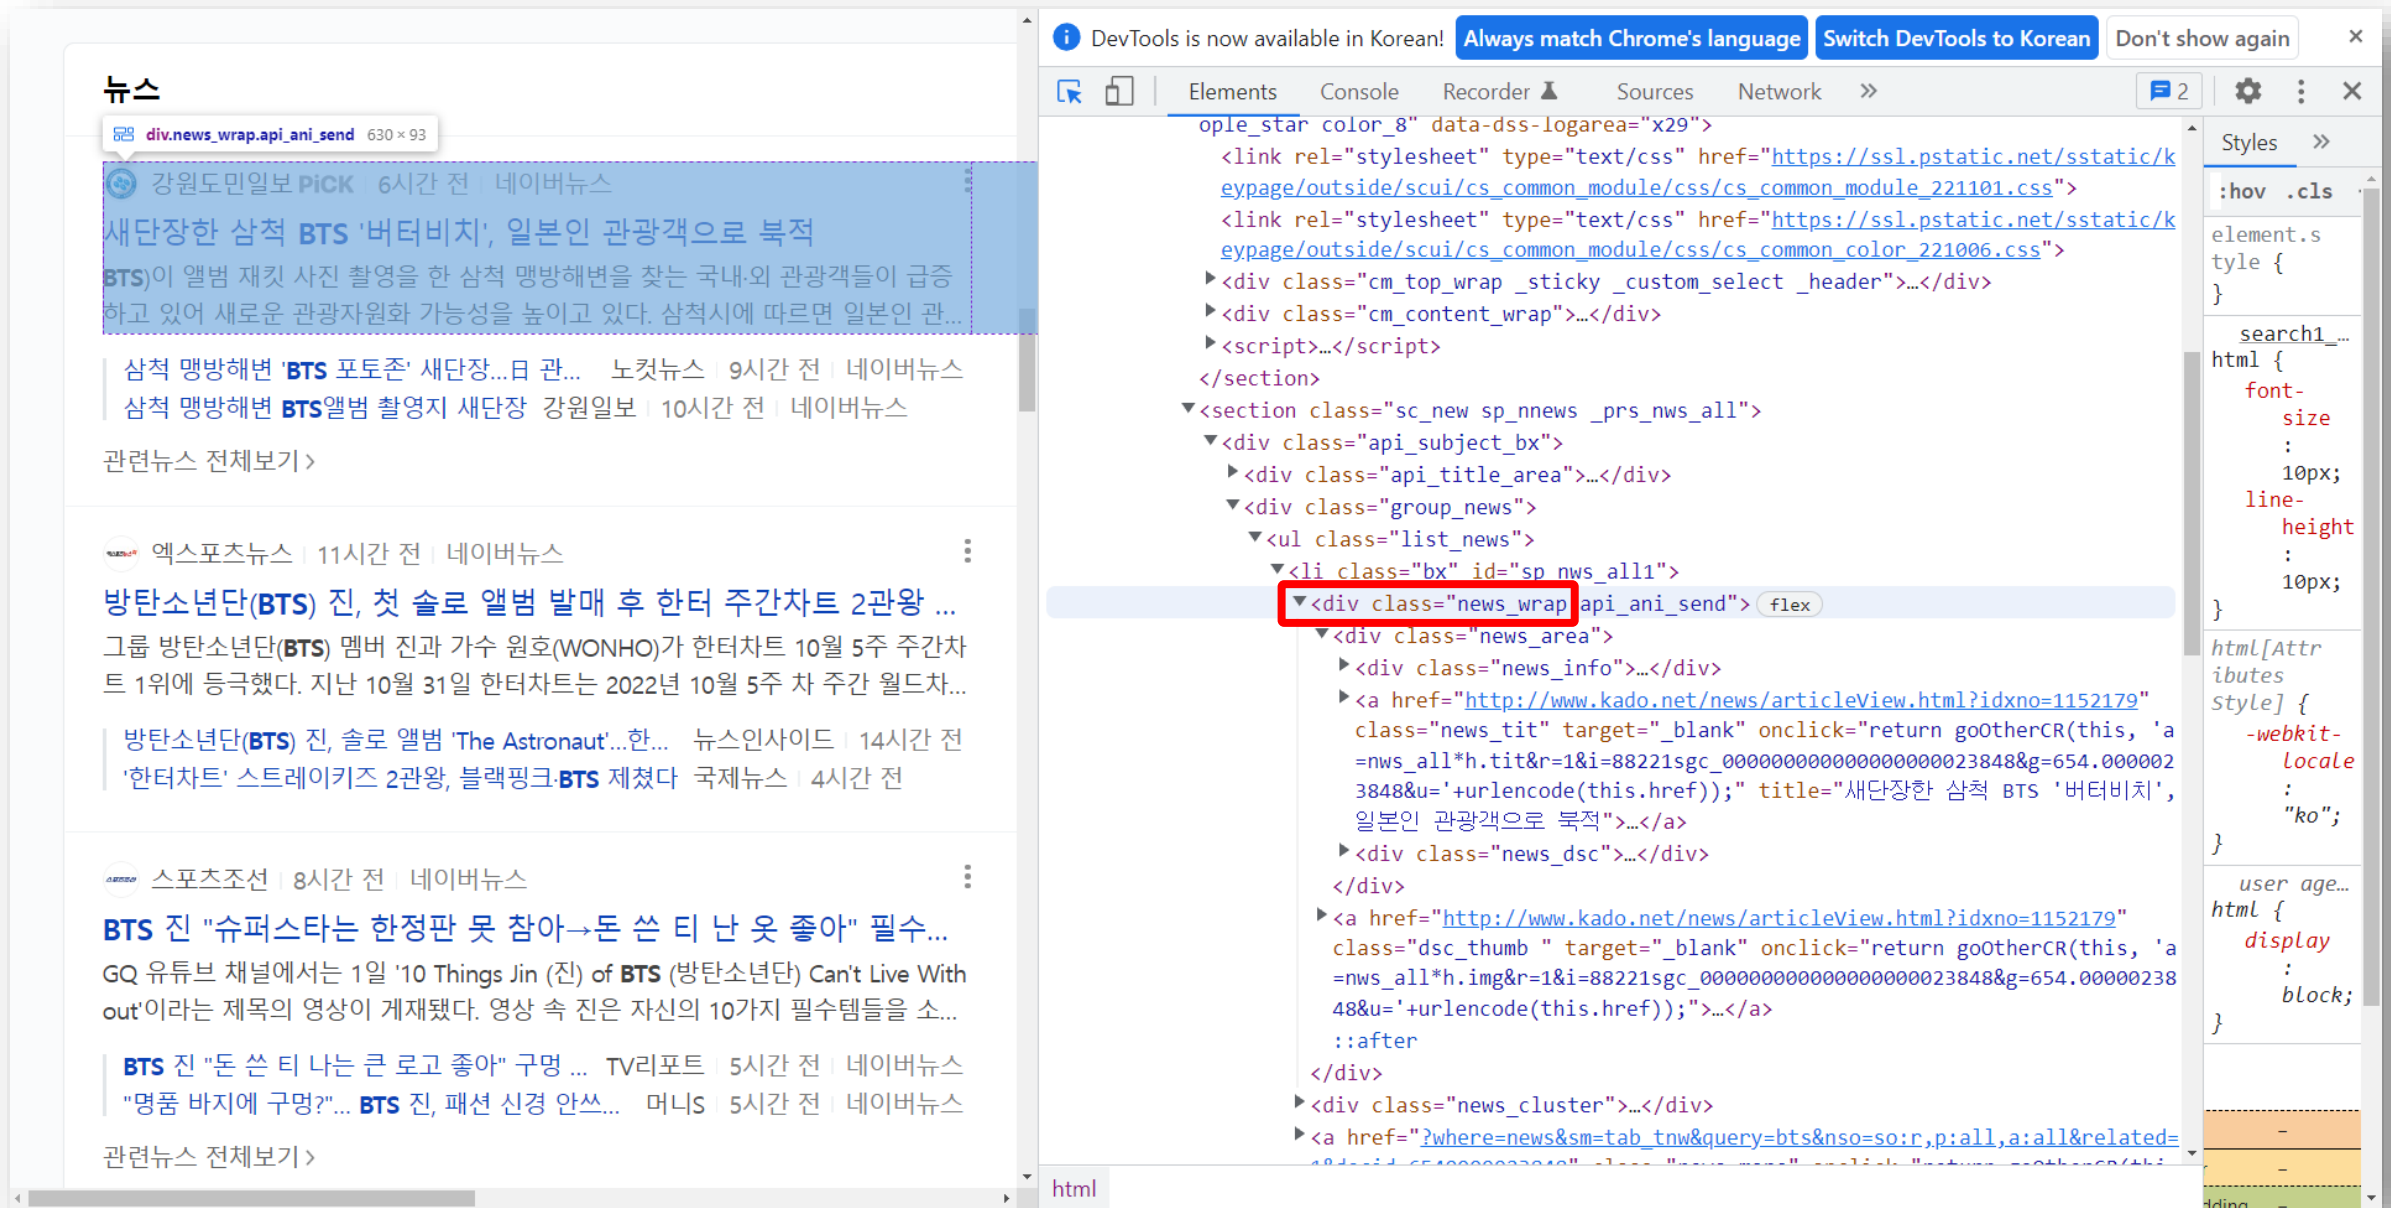 뉴스
div.news_wrap.api_ani_send 630 × 93
강원도민일보 PiCK 6시간 전 네이버뉴스
새단장한 삼척 BTS '버터비치', 일본인 관광객으로 북적
BTS)이 앨범 재킷 사진 촬영을 한 삼척 맹방해변을 찾는 국내·외 관광객들이 급증
하고 있어 새로운 관광자원화 가능성을 높이고 있다. 삼척시에 따르면 일본인 관...
삼척 맹방해변 'BTS 포토존' 새단장...日 관... 노컷뉴스 9시간 전 네이버뉴스
삼척 맹방해변 BTS앨범 촬영지 새단장 강원일보 10시간 전 네이버뉴스
관련뉴스 전체보기 >
엑스포츠뉴스 11시간 전 네이버뉴스
방탄소년단(BTS) 진, 첫 솔로 앨범 발매 후 한터 주간차트 2관왕 ...
그룹 방탄소년단(BTS) 멤버 진과 가수 원호(WONHO)가 한터차트 10월 5주 주간차
트 1위에 등극했다. 지난 10월 31일 한터차트는 2022년 10월 5주 차 주간 월드차...
방탄소년단(BTS) 진, 솔로 앨범 'The Astronaut'...한... 뉴스인사이드 14시간 전
'한터차트' 스트레이키즈 2관왕, 블랙핑크·BTS 제쳤다 국제뉴스 4시간 전
스포츠조선 8시간 전 네이버뉴스
BTS 진 "슈퍼스타는 한정판 못 참아→돈 쓴 티 난 옷 좋아" 필수...
GQ 유튜브 채널에서는 1일 '10 Things Jin (진) of BTS (방탄소년단) Can't Live With
out'이라는 제목의 영상이 게재됐다. 영상 속 진은 자신의 10가지 필수템들을 소...
BTS 진 "돈 쓴 티 나는 큰 로고 좋아" 구멍 ... TV리포트 5시간 전 네이버뉴스
"명품 바지에 구멍?"... BTS 진, 패션 신경 안쓰... 머니S 5시간 전 네이버뉴스
관련뉴스 전체보기 >
DevTools is now available in Korean! Always match Chrome's language Switch DevTools to Korean Don't show again ×
Elements Console Recorder Sources Network » 2
ople_star color_8" data-dss-logarea="x29">
<link rel="stylesheet" type="text/css" href="https://ssl.pstatic.net/sstatic/k
eypage/outside/scui/cs_common_module/css/cs_common_module_221101.css">
<link rel="stylesheet" type="text/css" href="https://ssl.pstatic.net/sstatic/k
eypage/outside/scui/cs_common_module/css/cs_common_color_221006.css">
<div class="cm_top_wrap _sticky _custom_select _header">…</div>
<div class="cm_content_wrap">…</div>
<script>…</script>
</section>
<section class="sc_new sp_nnews _prs_nws_all">
<div class="api_subject_bx">
<div class="api_title_area">…</div>
<div class="group_news">
<ul class="list_news">
<li class="bx" id="sp_nws_all1">
<div class="news_wrap api_ani_send"> flex
<div class="news_area">
<div class="news_info">…</div>
<a href="http://www.kado.net/news/articleView.html?idxno=1152179"
class="news_tit" target="_blank" onclick="return goOtherCR(this, 'a
=nws_all*h.tit&r=1&i=88221sgc_000000000000000000023848&g=654.000002
3848&u='+urlencode(this.href));" title="새단장한 삼척 BTS '버터비치',
일본인 관광객으로 북적">…</a>
<div class="news_dsc">…</div>
</div>
<a href="http://www.kado.net/news/articleView.html?idxno=1152179"
class="dsc_thumb " target="_blank" onclick="return goOtherCR(this, 'a
=nws_all*h.img&r=1&i=88221sgc_000000000000000000023848&g=654.00000238
48&u='+urlencode(this.href));">…</a>
::after
</div>
<div class="news_cluster">…</div>
<a href="?where=news&sm=tab_tnw&query=bts&nso=so:r,p:all,a:all&related=
html
Styles »
:hov .cls
element.s
tyle {
}
search1_…
html {
font-
size
:
10px;
line-
height
:
10px;
}
html[Attr
ibutes
Style] {
-webkit-
locale
:
"ko";
}
user age…
html {
display
:
block;
}
–
–